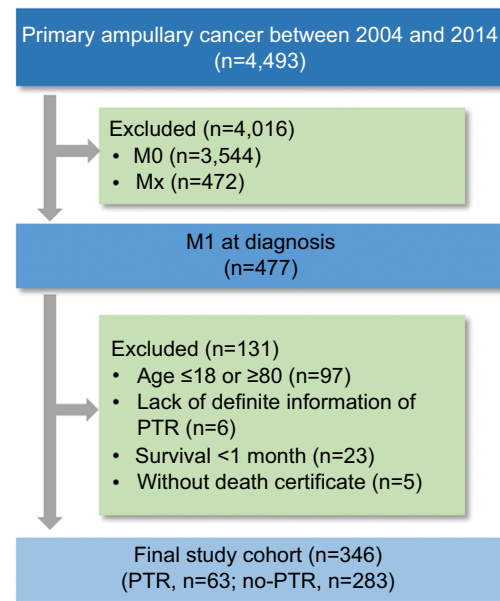 Primary ampullary cancer between 2004 and 2014
(n=4,493)
Excluded (n=4,016)
• M0 (n=3,544)
• Mx (n=472)
M1 at diagnosis
(n=477)
Excluded (n=131)
• Age ≤18 or ≥80 (n=97)
• Lack of definite information of
PTR (n=6)
• Survival <1 month (n=23)
• Without death certificate (n=5)
Final study cohort (n=346)
(PTR, n=63; no-PTR, n=283)